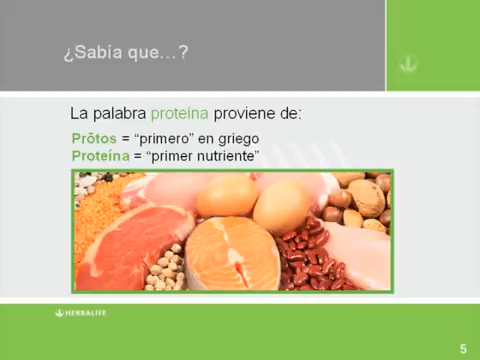 ¿Sabía que…?
La palabra proteína proviene de:
Prōtos = “primero” en griego
Proteína = “primer nutriente”
HERBALIFE
5